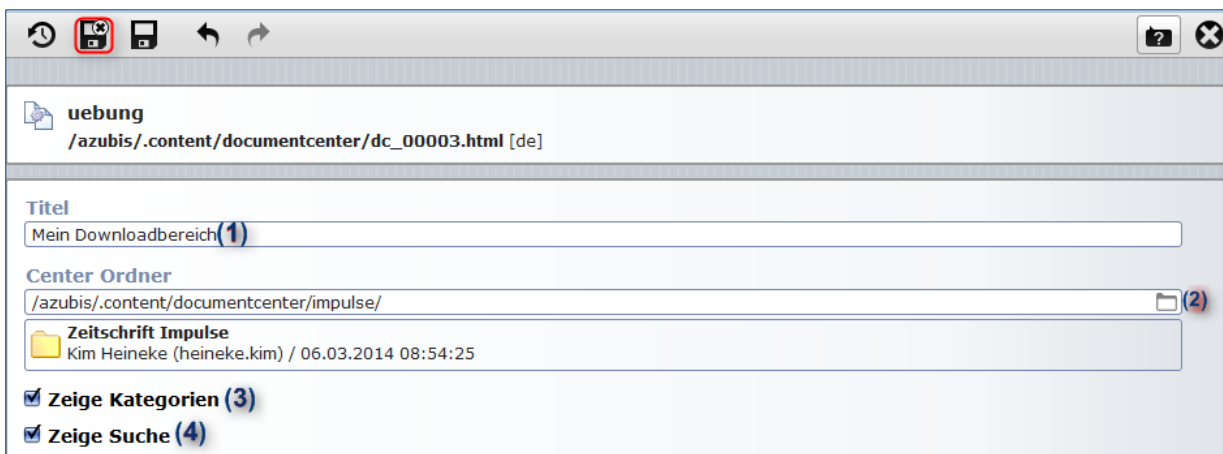 uebung
/azubis/.content/documentcenter/dc_00003.html [de]
Titel
Mein Downloadbereich(1)
Center Ordner
/azubis/.content/documentcenter/impulse/ (2)
Zeitschrift Impulse
Kim Heineke (heineke.kim) / 06.03.2014 08:54:25
Zeige Kategorien (3)
Zeige Suche (4)